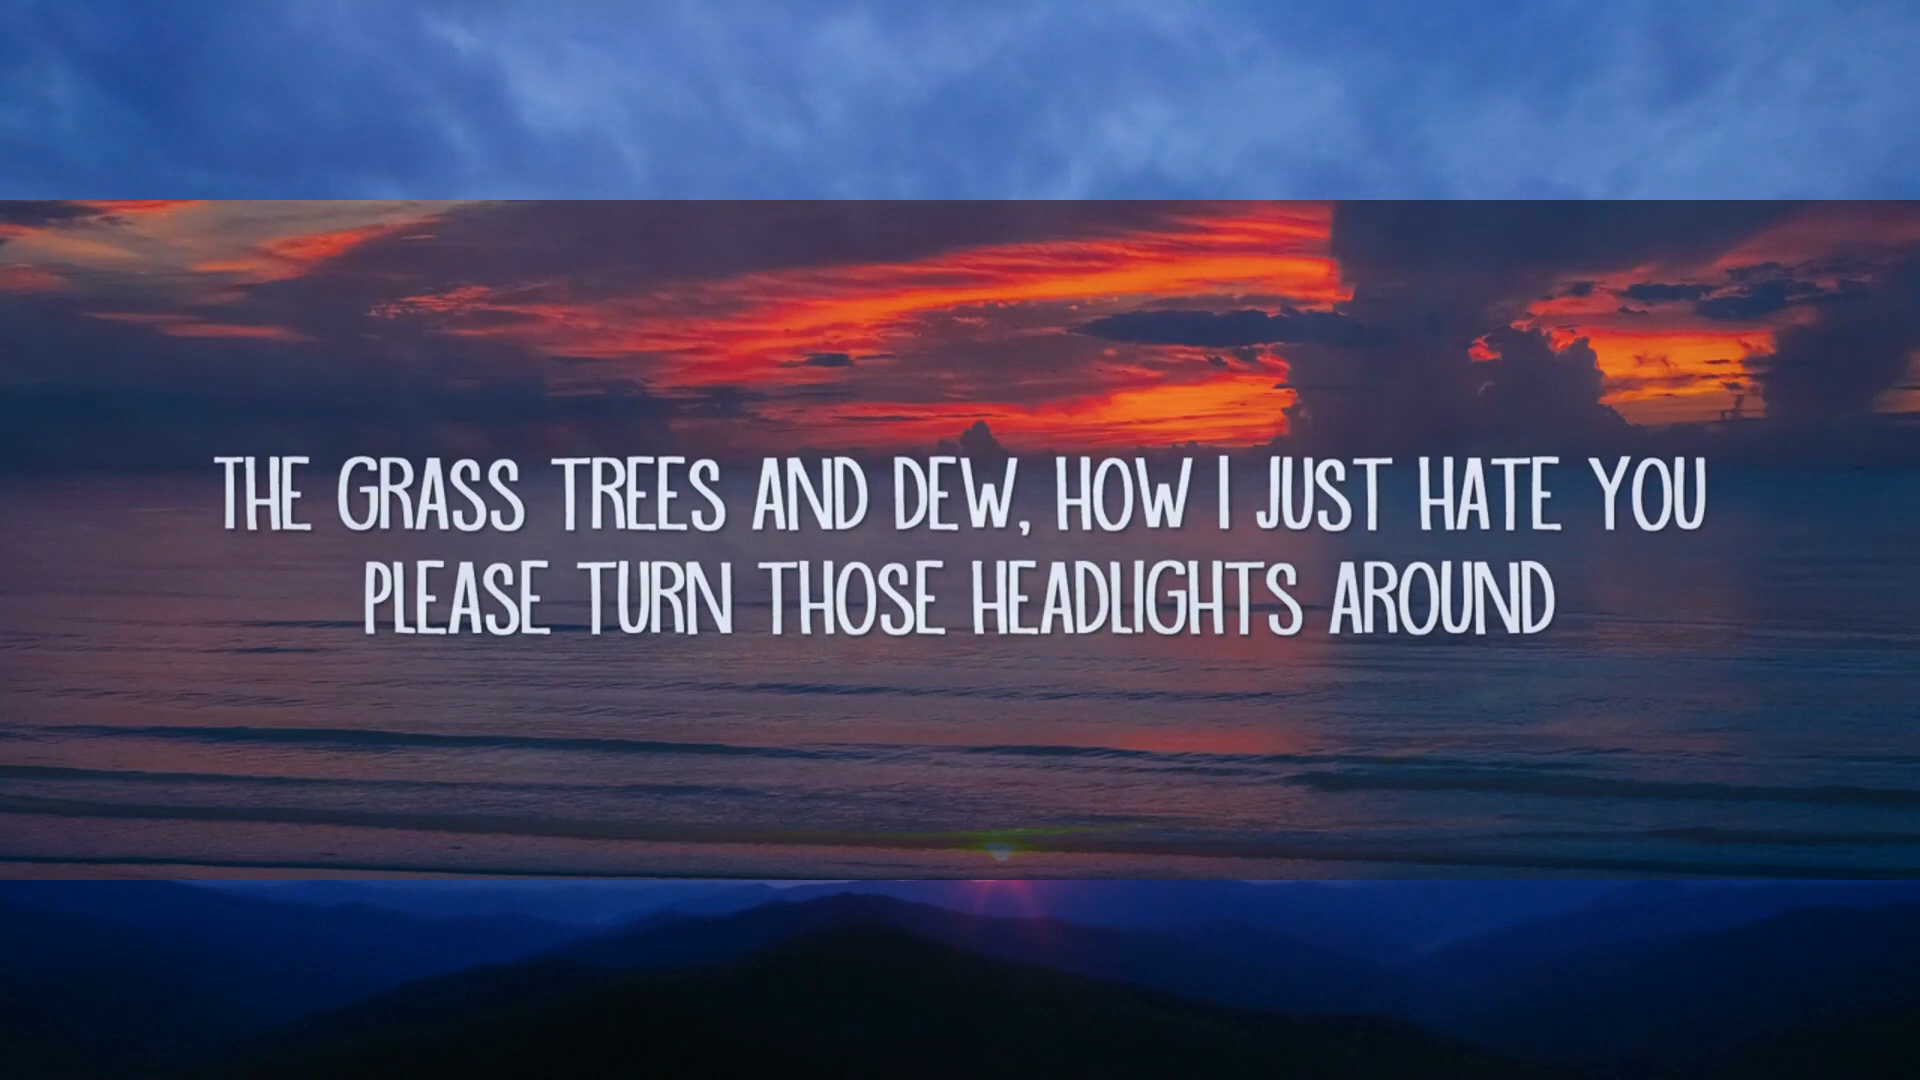 THE GRASS TREES AND DEW, HOW I JUST HATE YOU
PLEASE TURN THOSE HEADLIGHTS AROUND